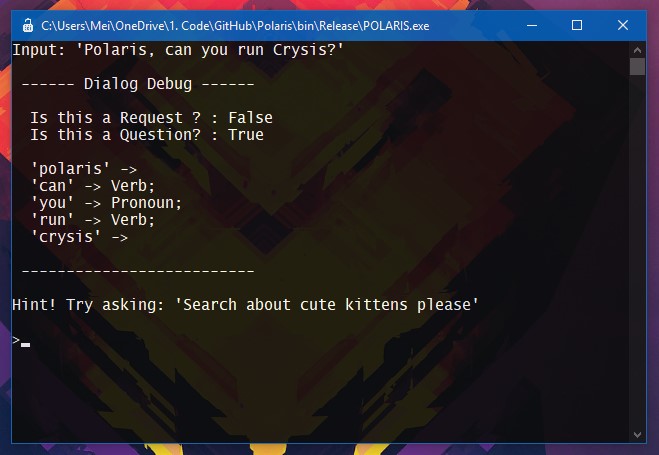 C:\Users\Mei\OneDrive\1. Code\GitHub\Polaris\bin\Release\POLARIS.exe
Input: 'Polaris, can you run Crysis?'
------ Dialog Debug ------
Is this a Request ? : False
Is this a Question? : True
'polaris' ->
'can' -> Verb;
'you' -> Pronoun;
'run' -> Verb;
'crysis' ->
--------------------------
Hint! Try asking: 'Search about cute kittens please'
>_